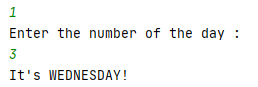 1
Enter the number of the day :
3
It's WEDNESDAY!